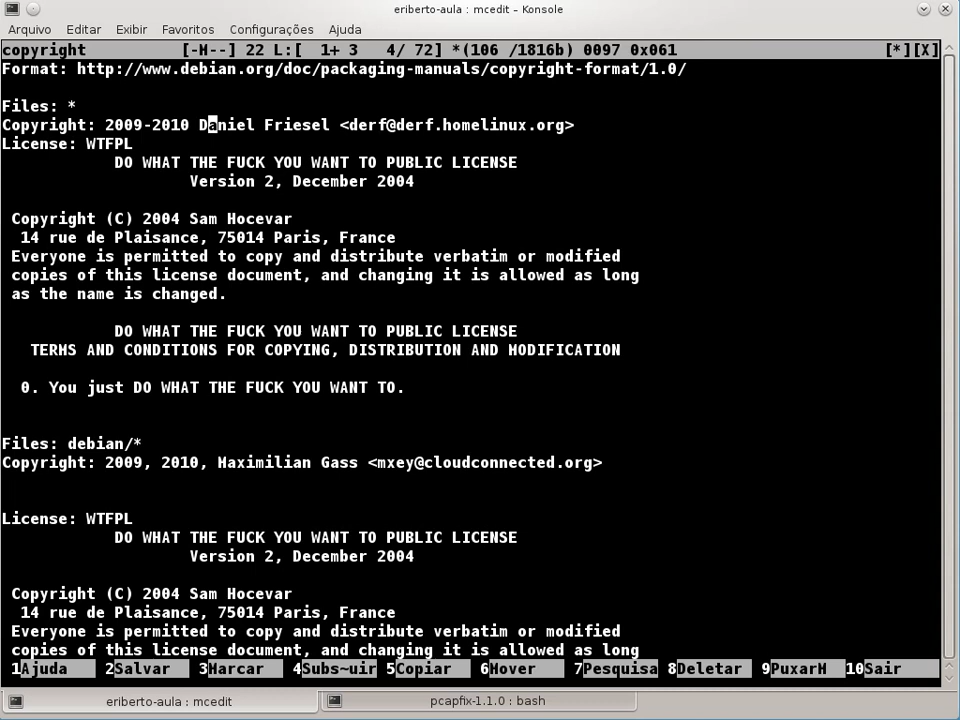 eriberto-aula : mcedit – Konsole
Arquivo Editar Exibir Favoritos Configurações Ajuda
copyright [-H--] 22 L:[ 1+ 3 4/ 72] *(106 /1816b) 0097 0x061 [*][X]
Format: http://www.debian.org/doc/packaging-manuals/copyright-format/1.0/
Files: *
Copyright: 2009-2010 Daniel Friesel <derf@derf.homelinux.org>
License: WTFPL
DO WHAT THE FUCK YOU WANT TO PUBLIC LICENSE
Version 2, December 2004
Copyright (C) 2004 Sam Hocevar
14 rue de Plaisance, 75014 Paris, France
Everyone is permitted to copy and distribute verbatim or modified
copies of this license document, and changing it is allowed as long
as the name is changed.
DO WHAT THE FUCK YOU WANT TO PUBLIC LICENSE
TERMS AND CONDITIONS FOR COPYING, DISTRIBUTION AND MODIFICATION
0. You just DO WHAT THE FUCK YOU WANT TO.
Files: debian/*
Copyright: 2009, 2010, Maximilian Gass <mxey@cloudconnected.org>
License: WTFPL
DO WHAT THE FUCK YOU WANT TO PUBLIC LICENSE
Version 2, December 2004
Copyright (C) 2004 Sam Hocevar
14 rue de Plaisance, 75014 Paris, France
Everyone is permitted to copy and distribute verbatim or modified
copies of this license document, and changing it is allowed as long
1Ajuda 2Salvar 3Marcar 4Subs~uir 5Copiar 6Mover 7Pesquisa 8Deletar 9PuxarM 10Sair
eriberto-aula : mcedit pcapfix-1.1.0 : bash